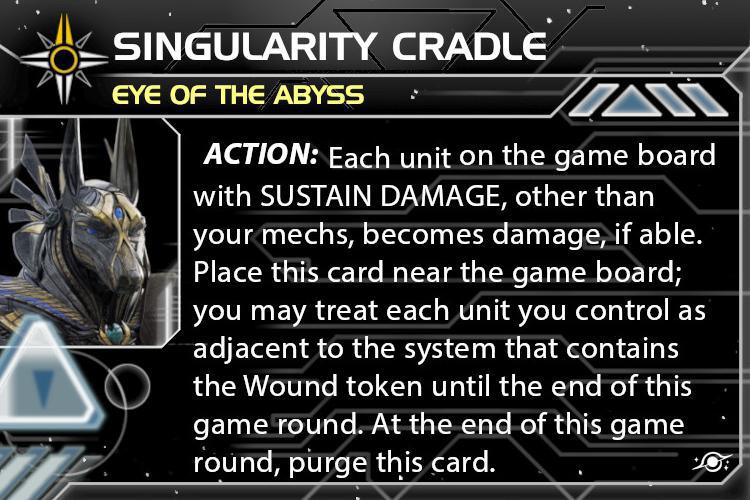 SINGULARITY CRADLE
EYE OF THE ABYSS
ACTION: Each unit on the game board
with SUSTAIN DAMAGE, other than
your mechs, becomes damage, if able.
Place this card near the game board;
you may treat each unit you control as
adjacent to the system that contains
the Wound token until the end of this
game round. At the end of this game
round, purge this card.